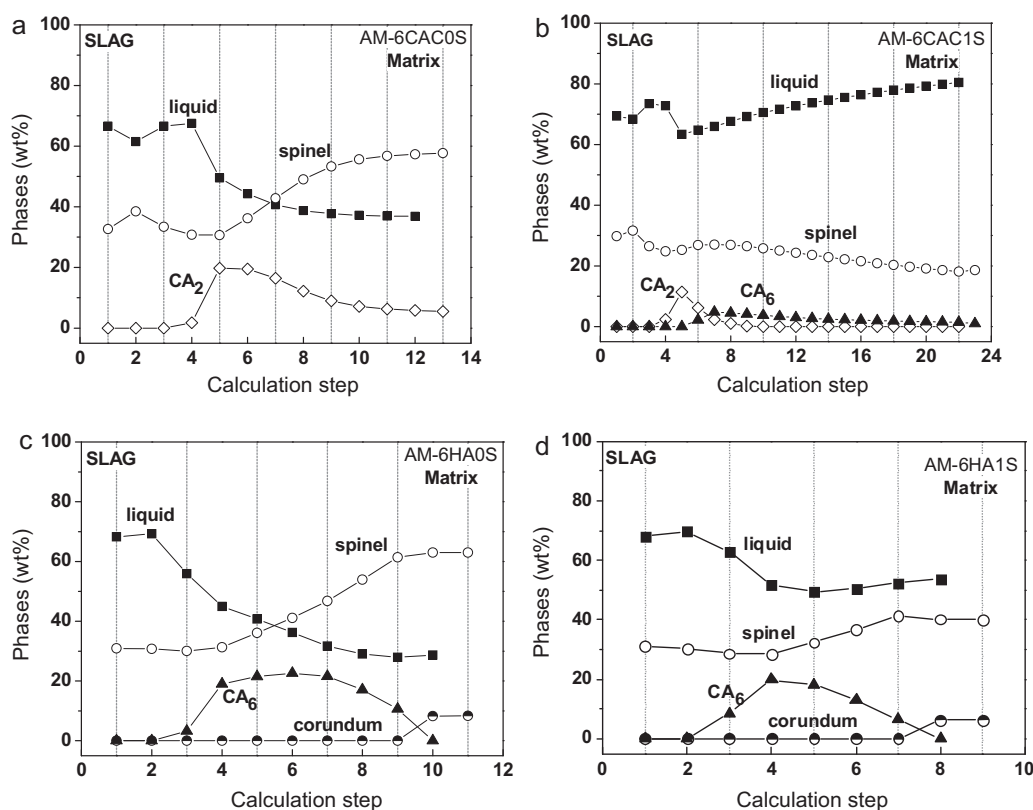 a
SLAG
AM-6CAC0S
Matrix
liquid
spinel
CA2
Phases (wt%)
100
80
60
40
20
0
0 2 4 6 8 10 12 14
Calculation step
b
SLAG
AM-6CAC1S
Matrix
liquid
spinel
CA2
CA6
Phases (wt%)
100
80
60
40
20
0
0 4 8 12 16 20 24
Calculation step
c
SLAG
AM-6HA0S
Matrix
liquid
spinel
CA6
corundum
Phases (wt%)
100
80
60
40
20
0
0 2 4 6 8 10 12
Calculation step
d
SLAG
AM-6HA1S
Matrix
liquid
spinel
CA6
corundum
Phases (wt%)
100
80
60
40
20
0
0 2 4 6 8 10
Calculation step